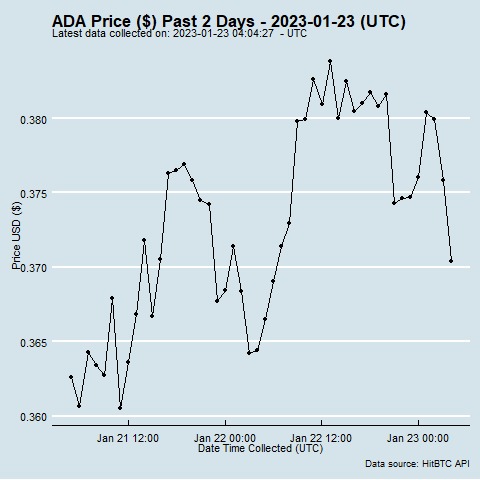 ADA Price ($) Past 2 Days - 2023-01-23 (UTC)
Latest data collected on: 2023-01-23 04:04:27 - UTC
0.380
0.375
0.370
0.365
0.360
Price USD ($)
Jan 21 12:00
Jan 22 00:00
Jan 22 12:00
Jan 23 00:00
Date Time Collected (UTC)
Data source: HitBTC API